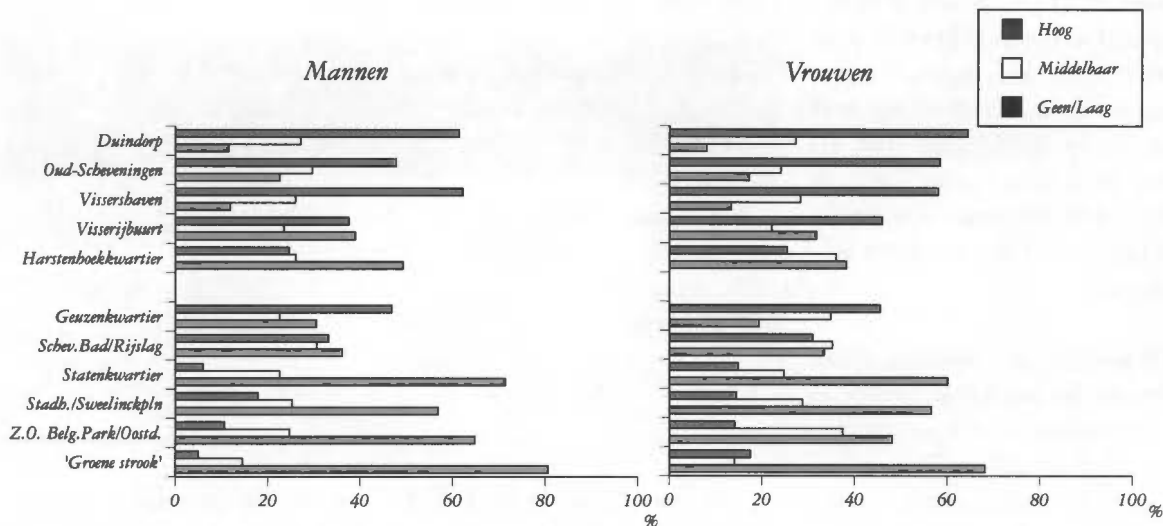 Hoog
Middelbaar
Geen/Laag
Mannen
Vrouwen
Duindorp
Oud-Scheveningen
Vissershaven
Visserijbuurt
Harstenhoekkwartier
Geuzenkwartier
Schev.Bad/Rijslag
Statenkwartier
Stadh./Sweelinckpln
Z.O. Belg.Park/Oostd.
'Groene strook'
0 20 40 60 80 100
%
0 20 40 60 80 100
%